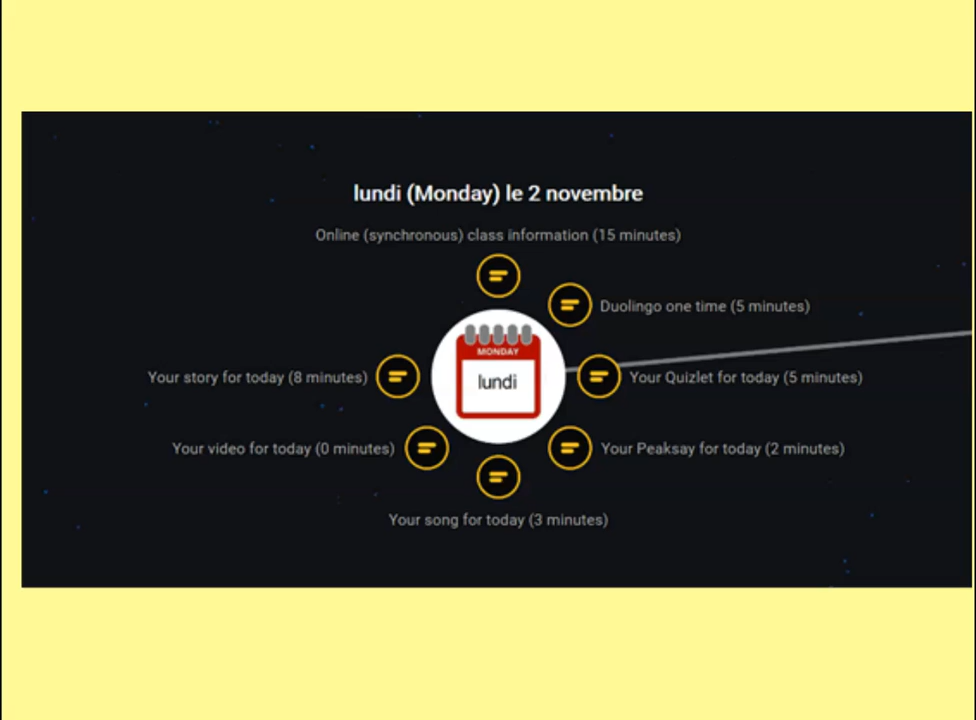 lundi (Monday) le 2 novembre
Online (synchronous) class information (15 minutes)
Duolingo one time (5 minutes)
MONDAY
lundi
Your story for today (8 minutes)
Your Quizlet for today (5 minutes)
Your video for today (0 minutes)
Your Peaksay for today (2 minutes)
Your song for today (3 minutes)